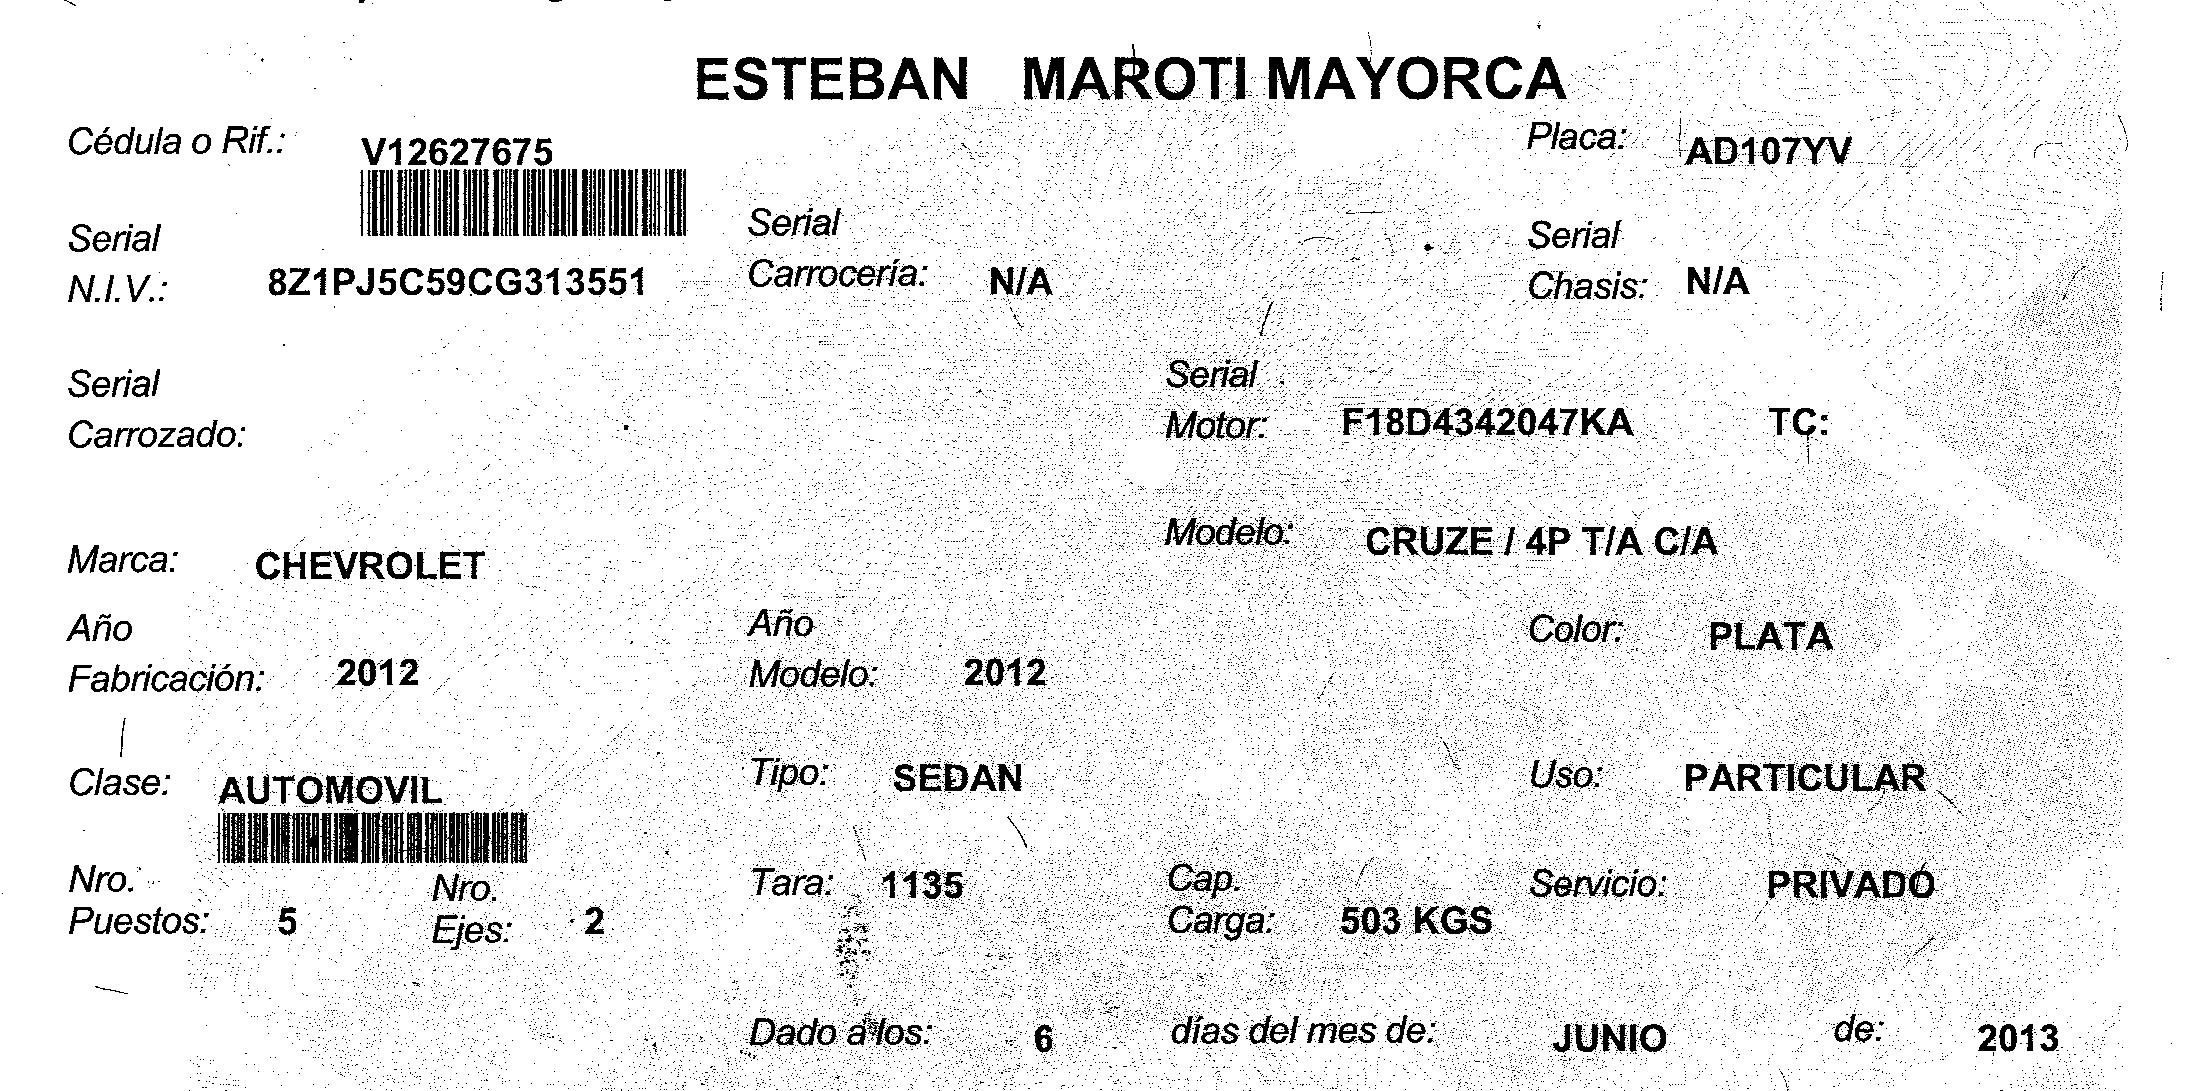 ESTEBAN MAROTI MAYORCA
Cédula o Rif.: V12627675 Placa: AD107YV
Serial N.I.V.: 8Z1PJ5C59CG313551 Serial Carrocería: N/A Serial Chasis: N/A
Serial Carrozado: Serial Motor: F18D4342047KA TC:
Marca: CHEVROLET Modelo: CRUZE / 4P T/A C/A
Año Fabricación: 2012 Año Modelo: 2012 Color: PLATA
Clase: AUTOMOVIL Tipo: SEDAN Uso: PARTICULAR
Nro. Puestos: 5 Nro. Ejes: 2 Tara: 1135 Cap. Carga: 503 KGS Servicio: PRIVADO
Dado a los: 6 días del mes de: JUNIO de: 2013